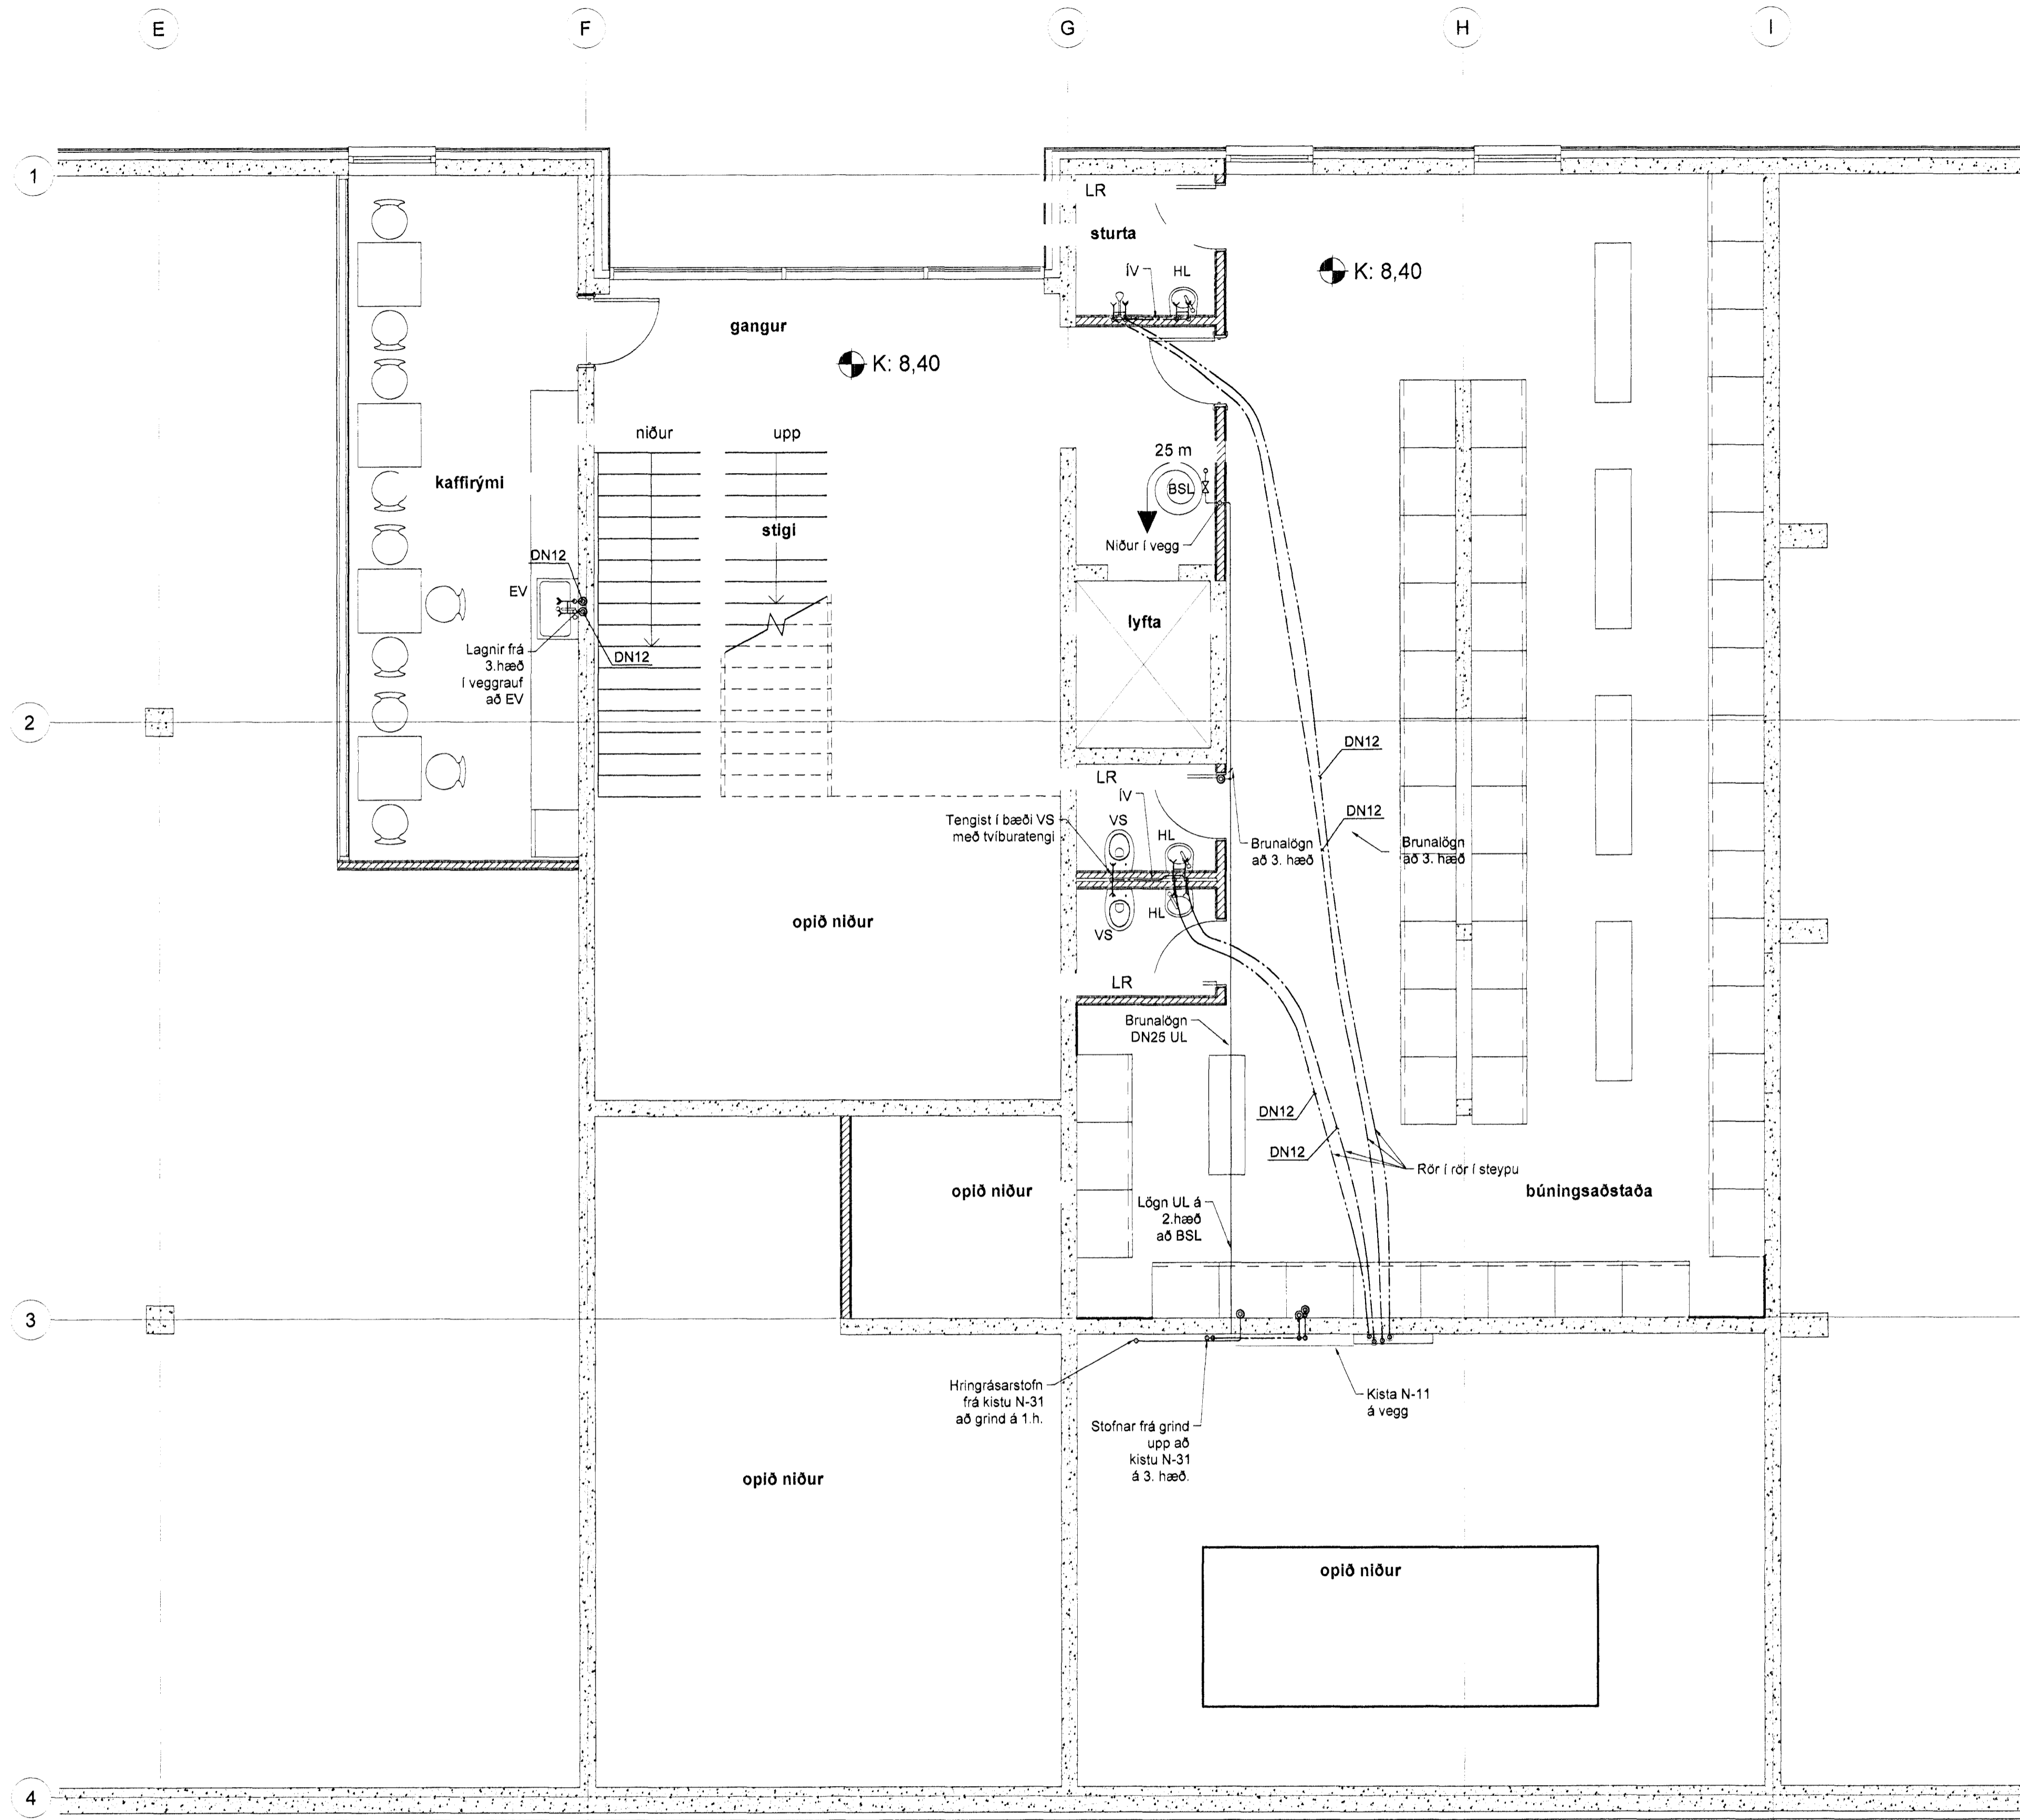 E
F
G
H
I
1
LR
sturta
K: 8,40
ÍV
HL
gangur
K: 8,40
niður
upp
25 m
kaffirými
BSL
stigi
Niður í vegg
DN12
EV
lyfta
Lagnir frá
3.hæð
í veggrauf
að EV
DN12
2
DN12
LR
ÍV
DN12
Tengist í bæði VS
með tvíburatengi
VS
HL
Brunalögn
að 3. hæð
Brunalögn
að 3. hæð
HL
VS
opið niður
LR
Brunalögn
DN25 UL
DN12
DN12
Rör í rör í steypu
opið niður
búningsaðstaða
Lögn UL á
2.hæð
að BSL
3
Hringrásarstofn
frá kistu N-31
að grind á 1.h.
Kista N-11
á vegg
Stofnar frá grind
upp að
kistu N-31
á 3. hæð.
opið niður
opið niður
4